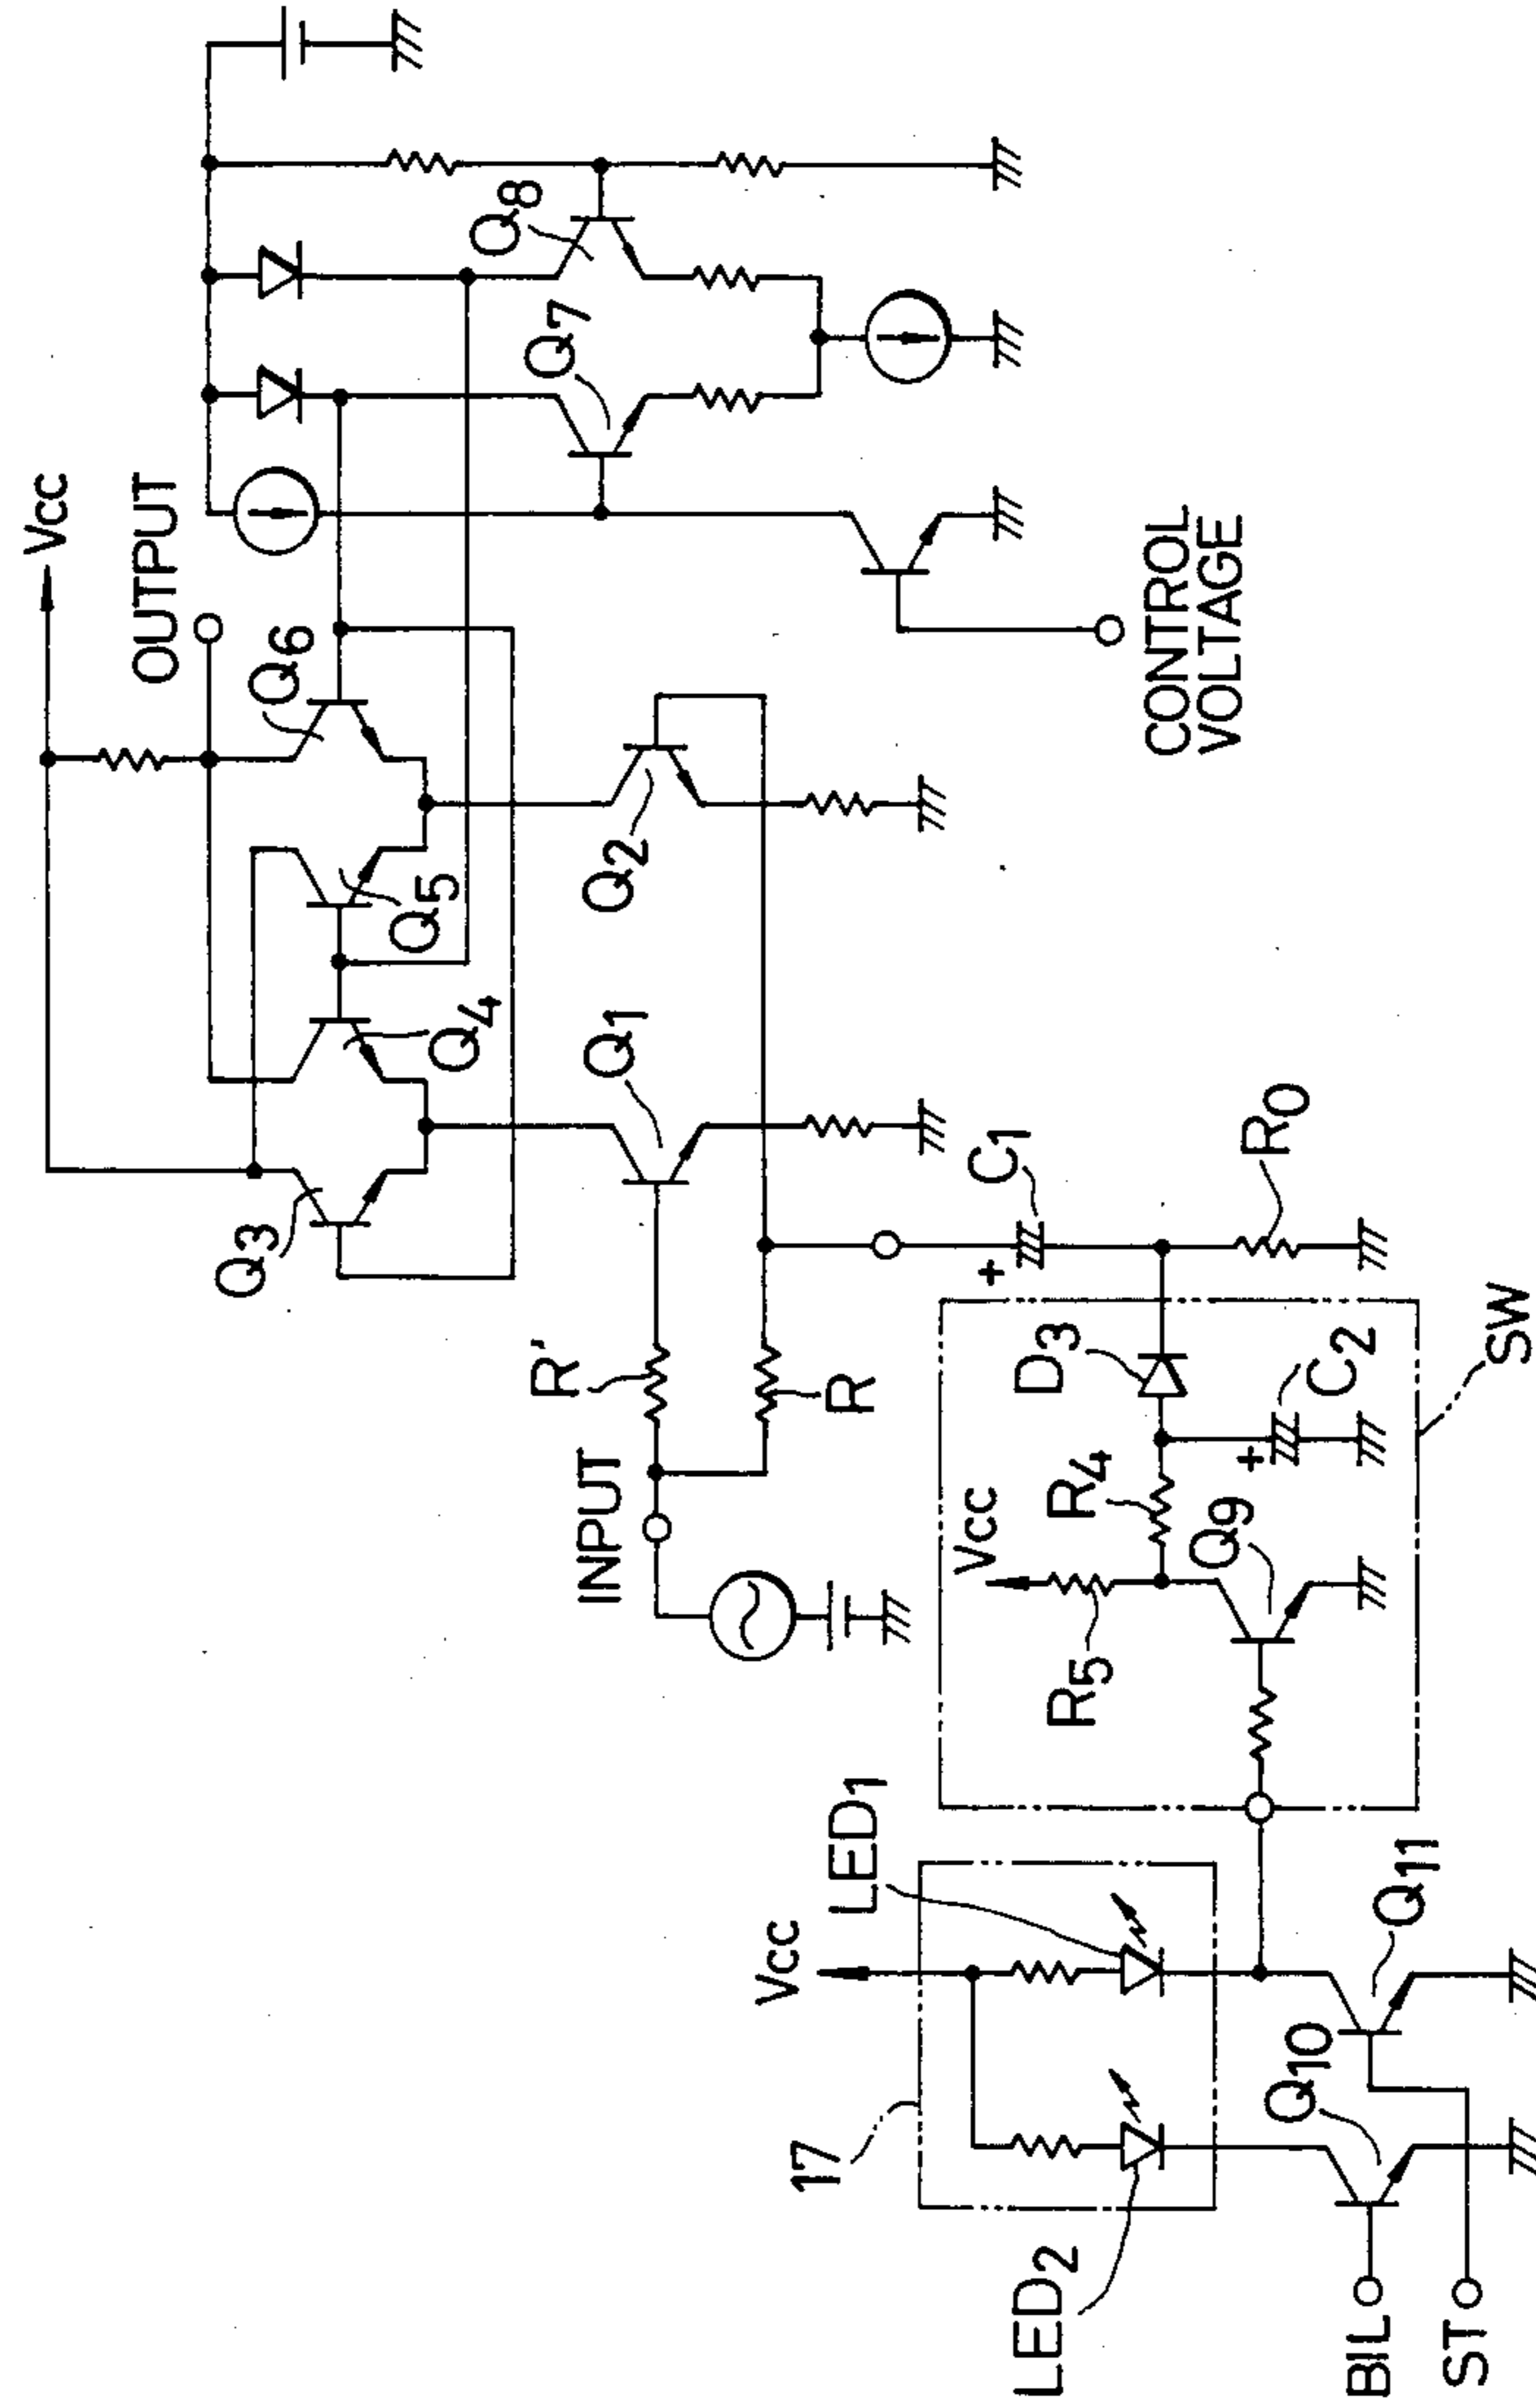 Vcc
OUTPUT
Q3
Q4
Q5
Q6
Q7
Q8
Q1
Q2
R'
R
INPUT
CONTROL
VOLTAGE
C1
+
R0
D3
C2
+
R4
Vcc
R5
Q9
SW
LED1
Vcc
17
LED2
Q10
Q11
BIL
ST